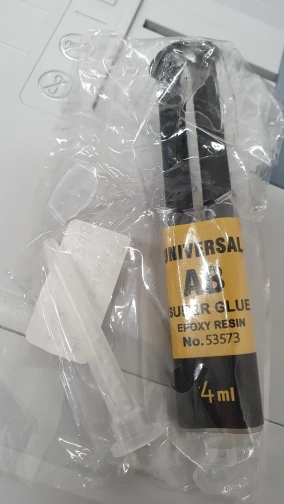 UNIVERSAL
AB
SUPER GLUE
EPOXY RESIN
No.53573
4ml